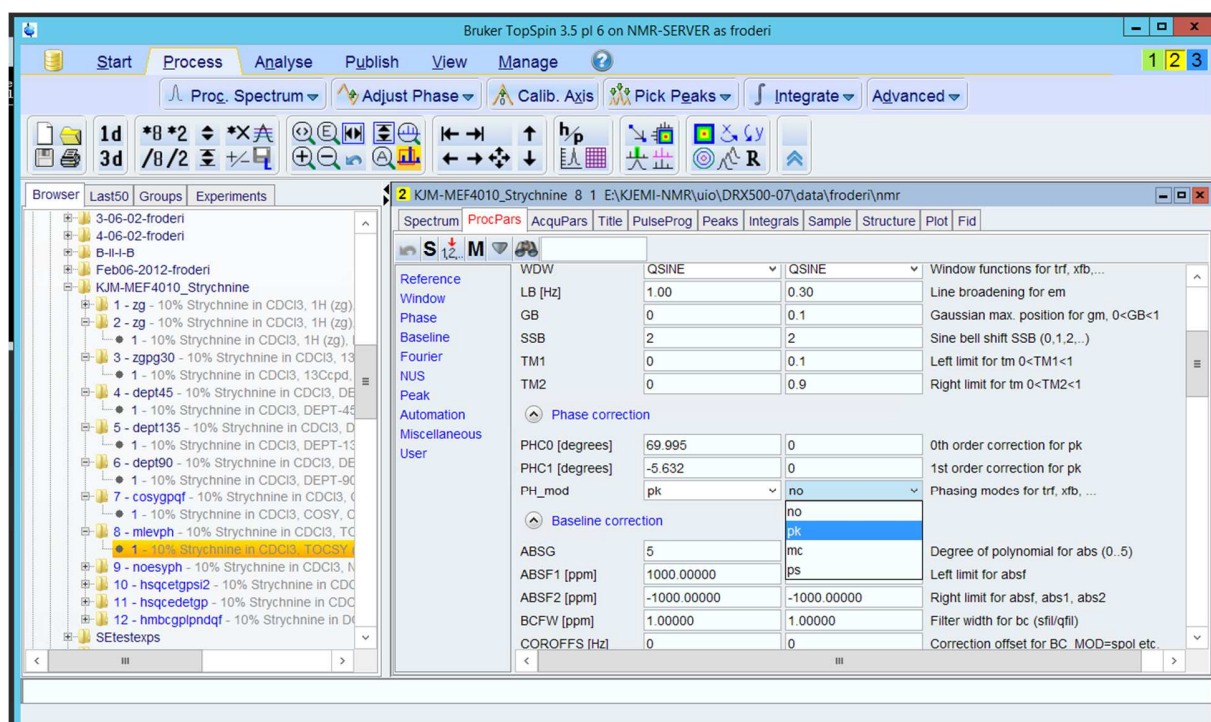 Bruker TopSpin 3.5 pl 6 on NMR-SERVER as froderi
Start Process Analyse Publish View Manage ? 1 2 3
Proc. Spectrum Adjust Phase Calib. Axis Pick Peaks Integrate Advanced
1d *8 *2 *X h/p
3d /8 /2 +/- R
Browser Last50 Groups Experiments
3-06-02-froderi
4-06-02-froderi
B-II-I-B
Feb06-2012-froderi
KJM-MEF4010_Strychnine
1 - zg - 10% Strychnine in CDCl3, 1H (zg)
2 - zg - 10% Strychnine in CDCl3, 1H (zg),
1 - 10% Strychnine in CDCl3, 1H (zg),
3 - zgpg30 - 10% Strychnine in CDCl3, 13
1 - 10% Strychnine in CDCl3, 13Ccpd,
4 - dept45 - 10% Strychnine in CDCl3, DE
1 - 10% Strychnine in CDCl3, DEPT-45
5 - dept135 - 10% Strychnine in CDCl3, D
1 - 10% Strychnine in CDCl3, DEPT-13
6 - dept90 - 10% Strychnine in CDCl3, DE
1 - 10% Strychnine in CDCl3, DEPT-90
7 - cosygpqf - 10% Strychnine in CDCl3, (
1 - 10% Strychnine in CDCl3, COSY, C
8 - mlevph - 10% Strychnine in CDCl3, TC
1 - 10% Strychnine in CDCl3, TOCSY (
9 - noesyph - 10% Strychnine in CDCl3, N
10 - hsqcetgpsi2 - 10% Strychnine in CDC
11 - hsqcedetgp - 10% Strychnine in CDC
12 - hmbcgplpndqf - 10% Strychnine in D(
SEtestexps
2 KJM-MEF4010_Strychnine 8 1 E:\KJEMI-NMR\uio\DRX500-07\data\froderi\nmr
Spectrum ProcPars AcquPars Title PulseProg Peaks Integrals Sample Structure Plot Fid
S 1,2,.. M
Reference
Window
Phase
Baseline
Fourier
NUS
Peak
Automation
Miscellaneous
User
WDW QSINE QSINE Window functions for trf, xfb,...
LB [Hz] 1.00 0.30 Line broadening for em
GB 0 0.1 Gaussian max. position for gm, 0<GB<1
SSB 2 2 Sine bell shift SSB (0,1,2,..)
TM1 0 0.1 Left limit for tm 0<TM1<1
TM2 0 0.9 Right limit for tm 0<TM2<1
Phase correction
PHC0 [degrees] 69.995 0 0th order correction for pk
PHC1 [degrees] -5.632 0 1st order correction for pk
PH_mod pk no Phasing modes for trf, xfb, ...
no
pk
mc
ps
Baseline correction
ABSG 5 Degree of polynomial for abs (0..5)
ABSF1 [ppm] 1000.00000 Left limit for absf
ABSF2 [ppm] -1000.00000 -1000.00000 Right limit for absf, abs1, abs2
BCFW [ppm] 1.00000 1.00000 Filter width for bc (sfil/qfil)
COROFFS [Hz] 0 0 Correction offset for BC_MOD=spol etc.